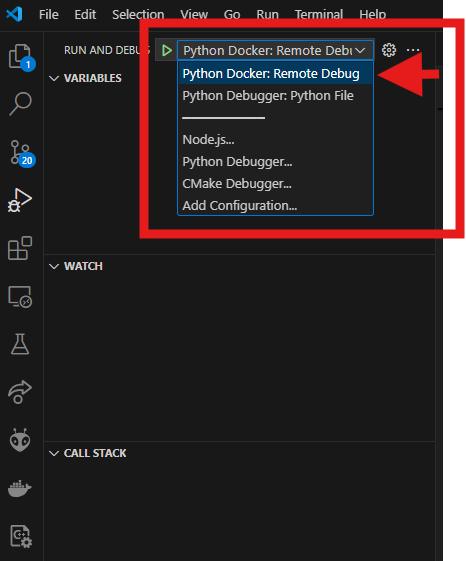 File Edit Selection View Go Run Terminal Help
RUN AND DEBUG Python Docker: Remote Debu
VARIABLES Python Docker: Remote Debug
1
Python Debugger: Python File
Node.js...
20
Python Debugger...
CMake Debugger...
Add Configuration...
WATCH
CALL STACK